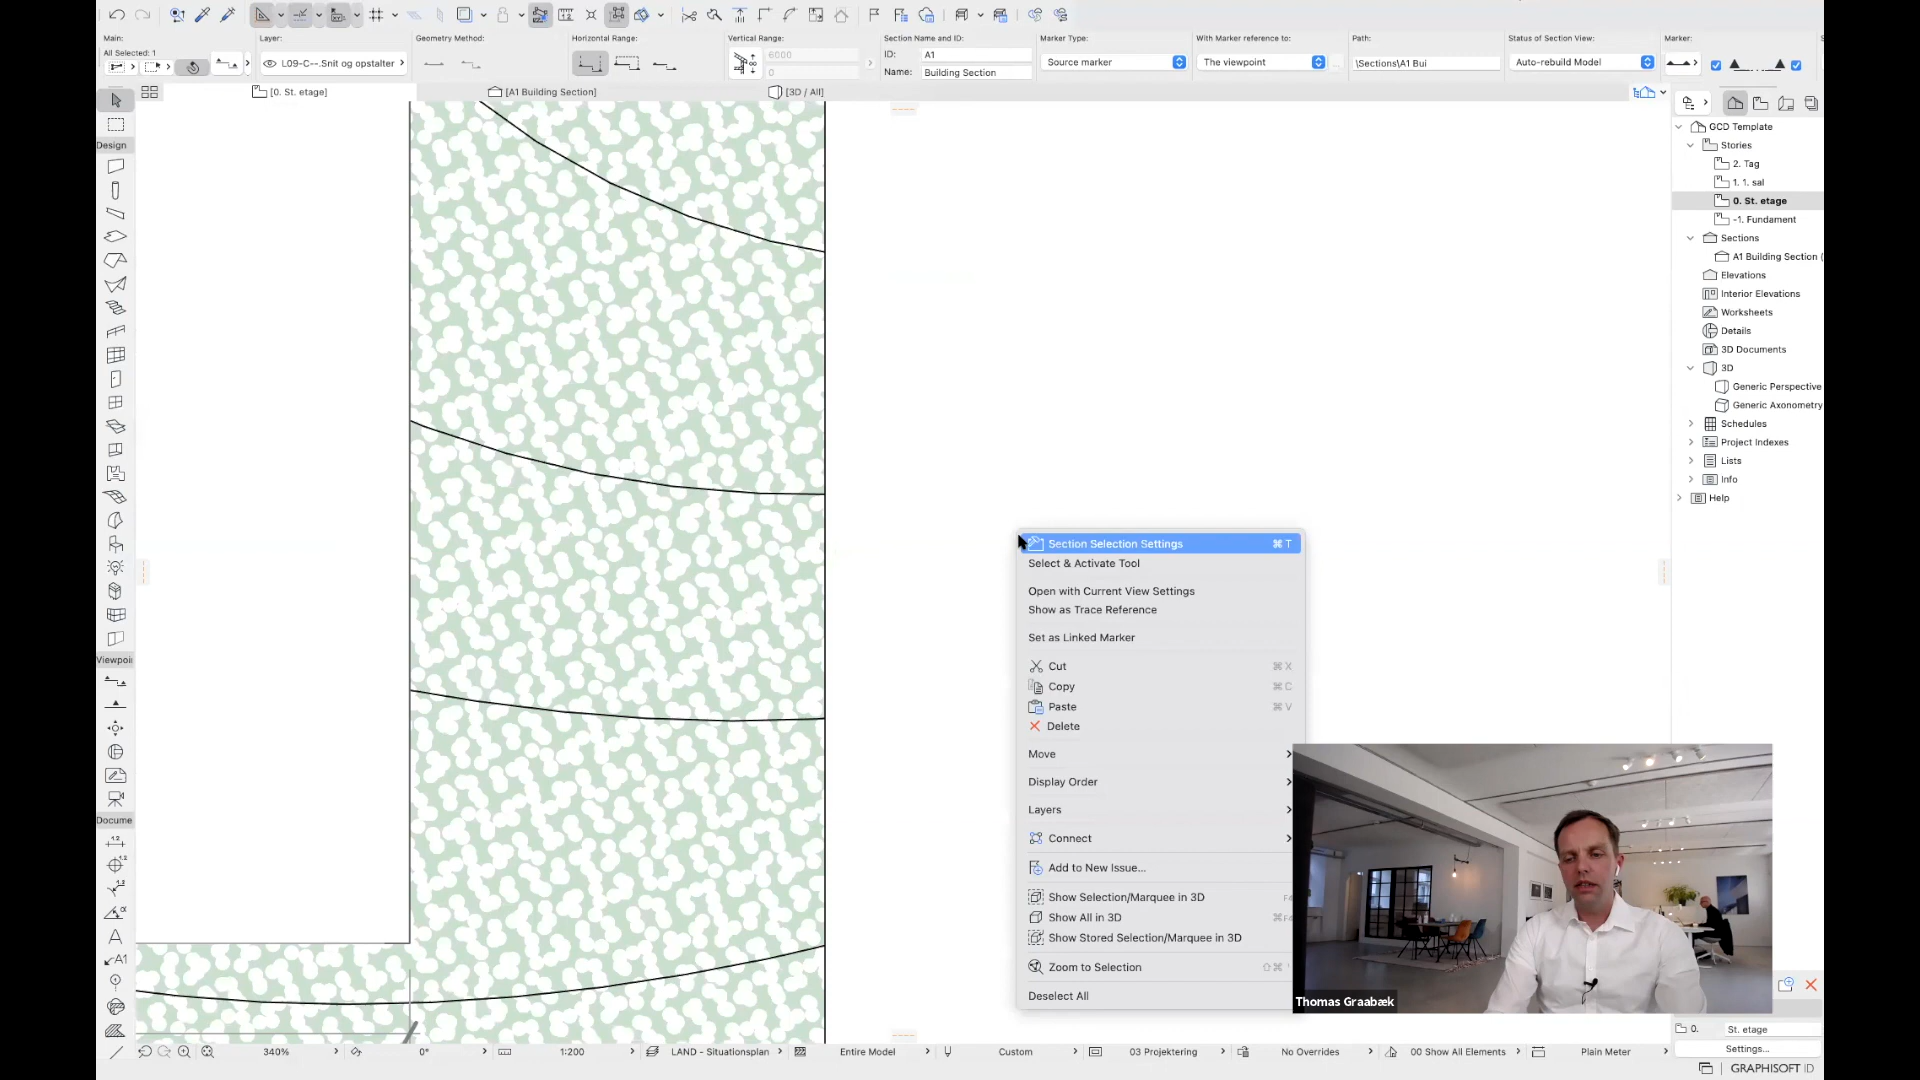 Main:
All Selected: 1
Layer:
L09-C--.Snit og opstalter
Geometry Method:
Horizontal Range:
Vertical Range:
6000
0
Section Name and ID:
ID:
A1
Name:
Building Section
Marker Type:
Source marker
With Marker reference to:
The viewpoint
Path:
\Sections\A1 Bui
Status of Section View:
Auto-rebuild Model
Marker:
[0. St. etage]
[A1 Building Section]
[3D / All]
Design
Viewpoi
Docume
GCD Template
Stories
2. Tag
1. 1. sal
0. St. etage
-1. Fundament
Sections
A1 Building Section (
Elevations
Interior Elevations
Worksheets
Details
3D Documents
3D
Generic Perspective
Generic Axonometry
Schedules
Project Indexes
Lists
Info
Help
Section Selection Settings ⌘ T
Select & Activate Tool
Open with Current View Settings
Show as Trace Reference
Set as Linked Marker
Cut ⌘ X
Copy ⌘ C
Paste ⌘ V
Delete
Move
Display Order
Layers
Connect
Add to New Issue...
Show Selection/Marquee in 3D
Show All in 3D
Show Stored Selection/Marquee in 3D
Zoom to Selection
Deselect All
Thomas Graabæk
0.
St. etage
Settings...
340%
0°
1:200
LAND - Situationsplan
Entire Model
Custom
03 Projektering
No Overrides
00 Show All Elements
Plain Meter
GRAPHISOFT ID